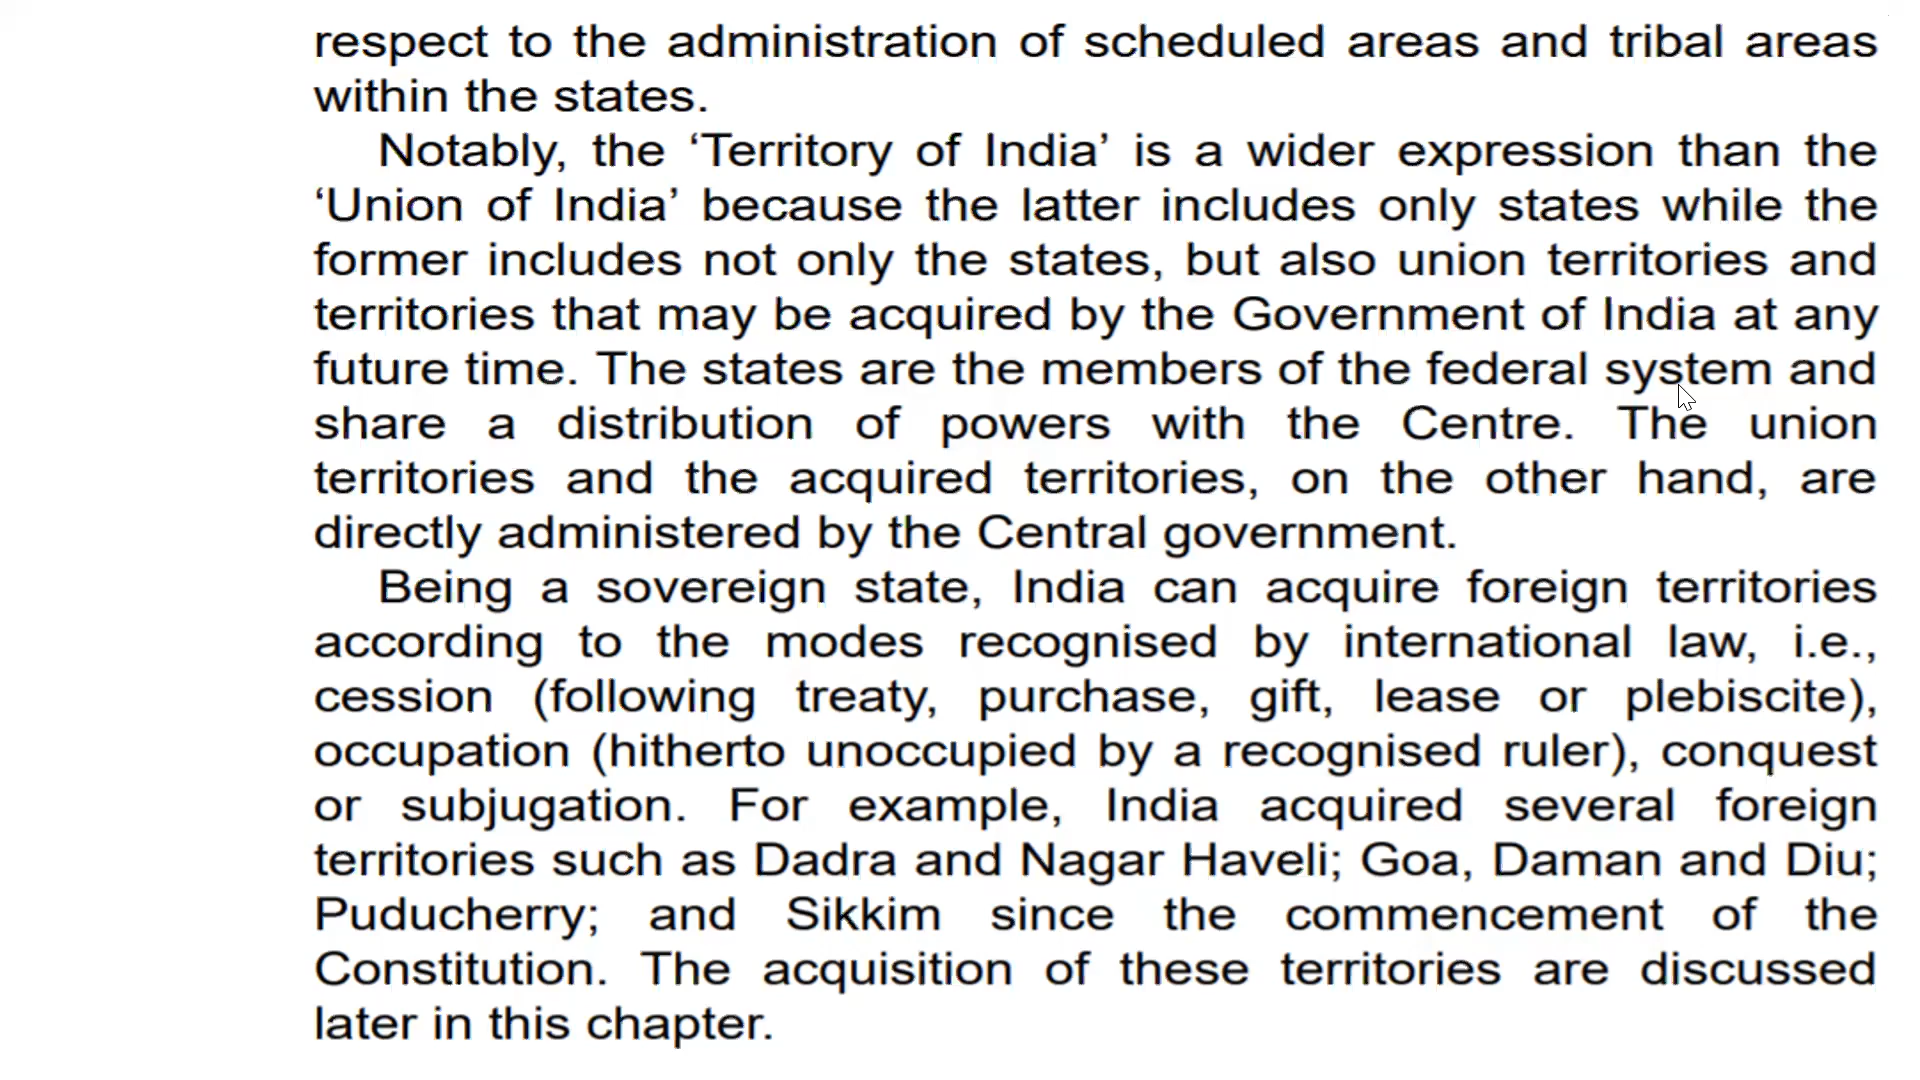 respect to the administration of scheduled areas and tribal areas
within the states.
Notably, the ‘Territory of India’ is a wider expression than the
‘Union of India’ because the latter includes only states while the
former includes not only the states, but also union territories and
territories that may be acquired by the Government of India at any
future time. The states are the members of the federal system and
share a distribution of powers with the Centre. The union
territories and the acquired territories, on the other hand, are
directly administered by the Central government.
Being a sovereign state, India can acquire foreign territories
according to the modes recognised by international law, i.e.,
cession (following treaty, purchase, gift, lease or plebiscite),
occupation (hitherto unoccupied by a recognised ruler), conquest
or subjugation. For example, India acquired several foreign
territories such as Dadra and Nagar Haveli; Goa, Daman and Diu;
Puducherry; and Sikkim since the commencement of the
Constitution. The acquisition of these territories are discussed
later in this chapter.